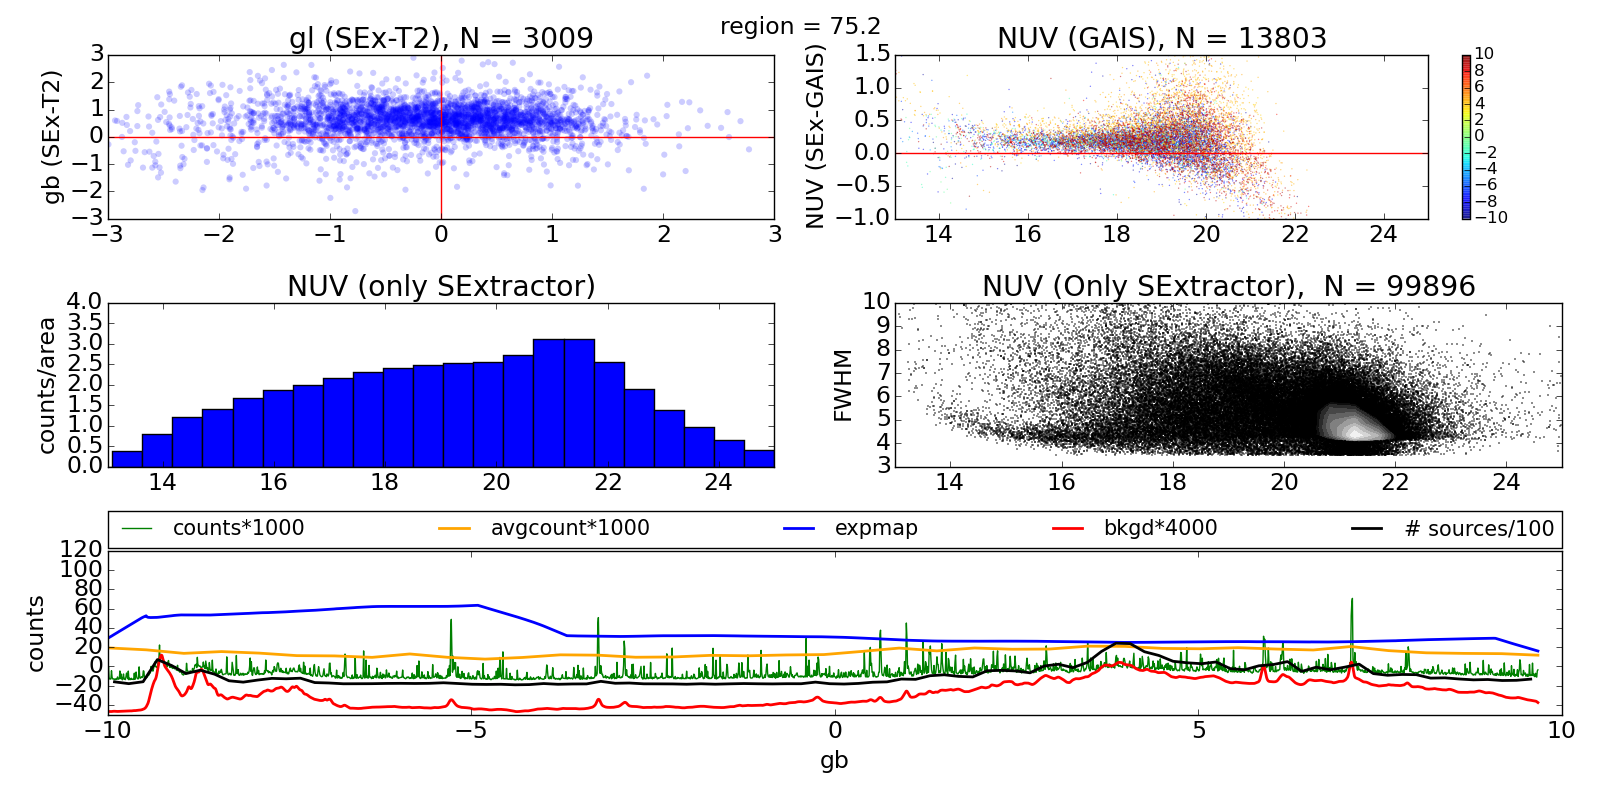 region = 75.2
gl (SEx-T2), N = 3009
gb (SEx-T2)
3
2
1
0
−1
−2
−3
−3 −2 −1 0 1 2 3
NUV (GAIS), N = 13803
NUV (SEx-GAIS)
1.5
1.0
0.5
0.0
−0.5
−1.0
14 16 18 20 22 24
10
8
6
4
2
0
−2
−4
−6
−8
−10
NUV (only SExtractor)
counts/area
4.0
3.5
3.0
2.5
2.0
1.5
1.0
0.5
0.0
14 16 18 20 22 24
NUV (Only SExtractor), N = 99896
FWHM
10
9
8
7
6
5
4
3
14 16 18 20 22 24
counts*1000 avgcount*1000 expmap bkgd*4000 # sources/100
counts
120
100
80
60
40
20
0
−20
−40
−10 −5 0 5 10
gb